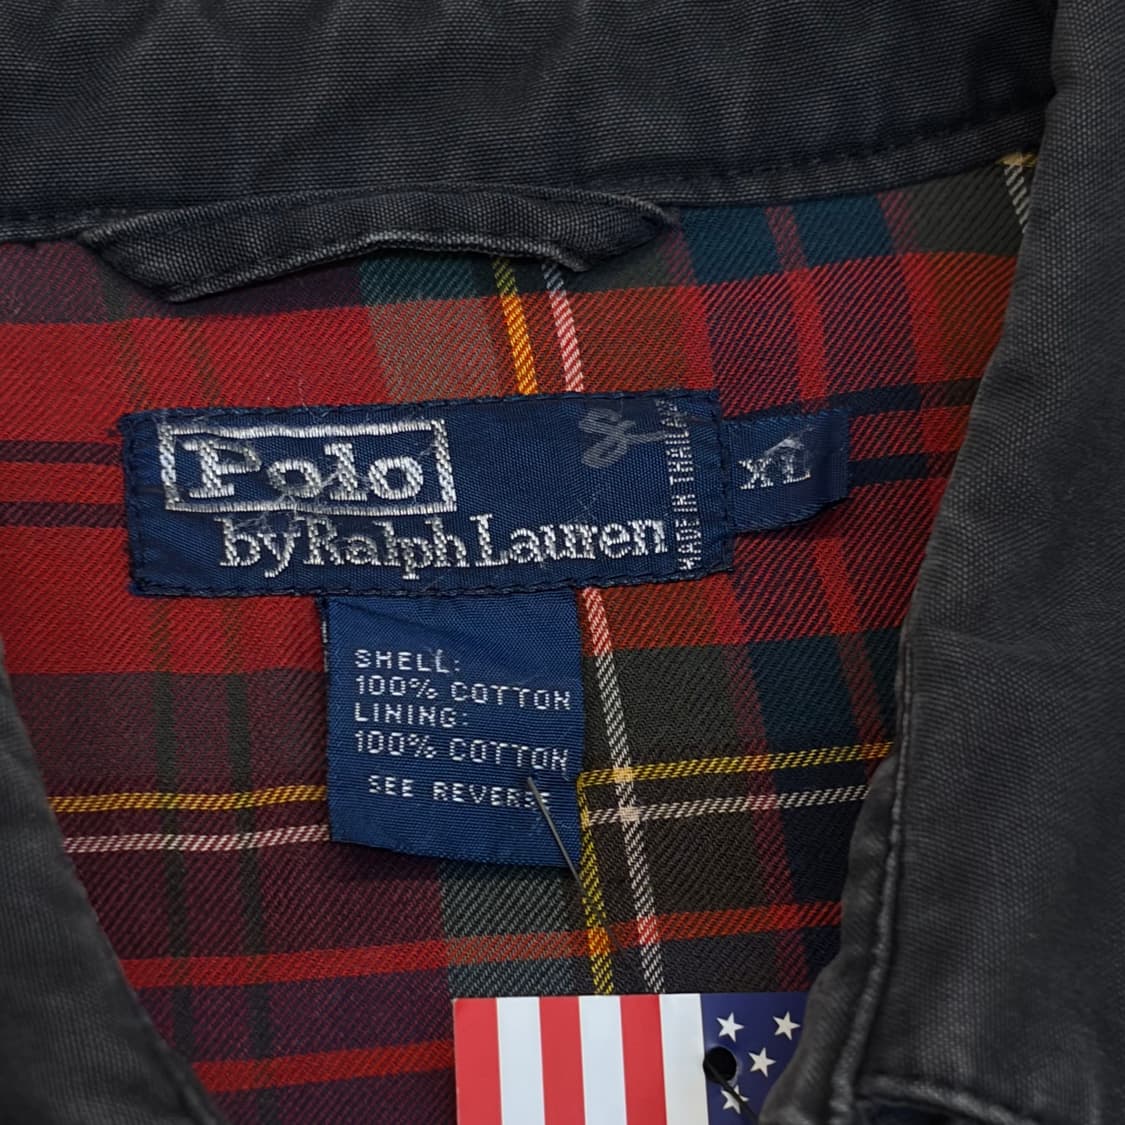 Polo
by Ralph Lauren
MADE IN THAILAND
XL
SHELL:
100% COTTON
LINING:
100% COTTON
SEE REVERSE